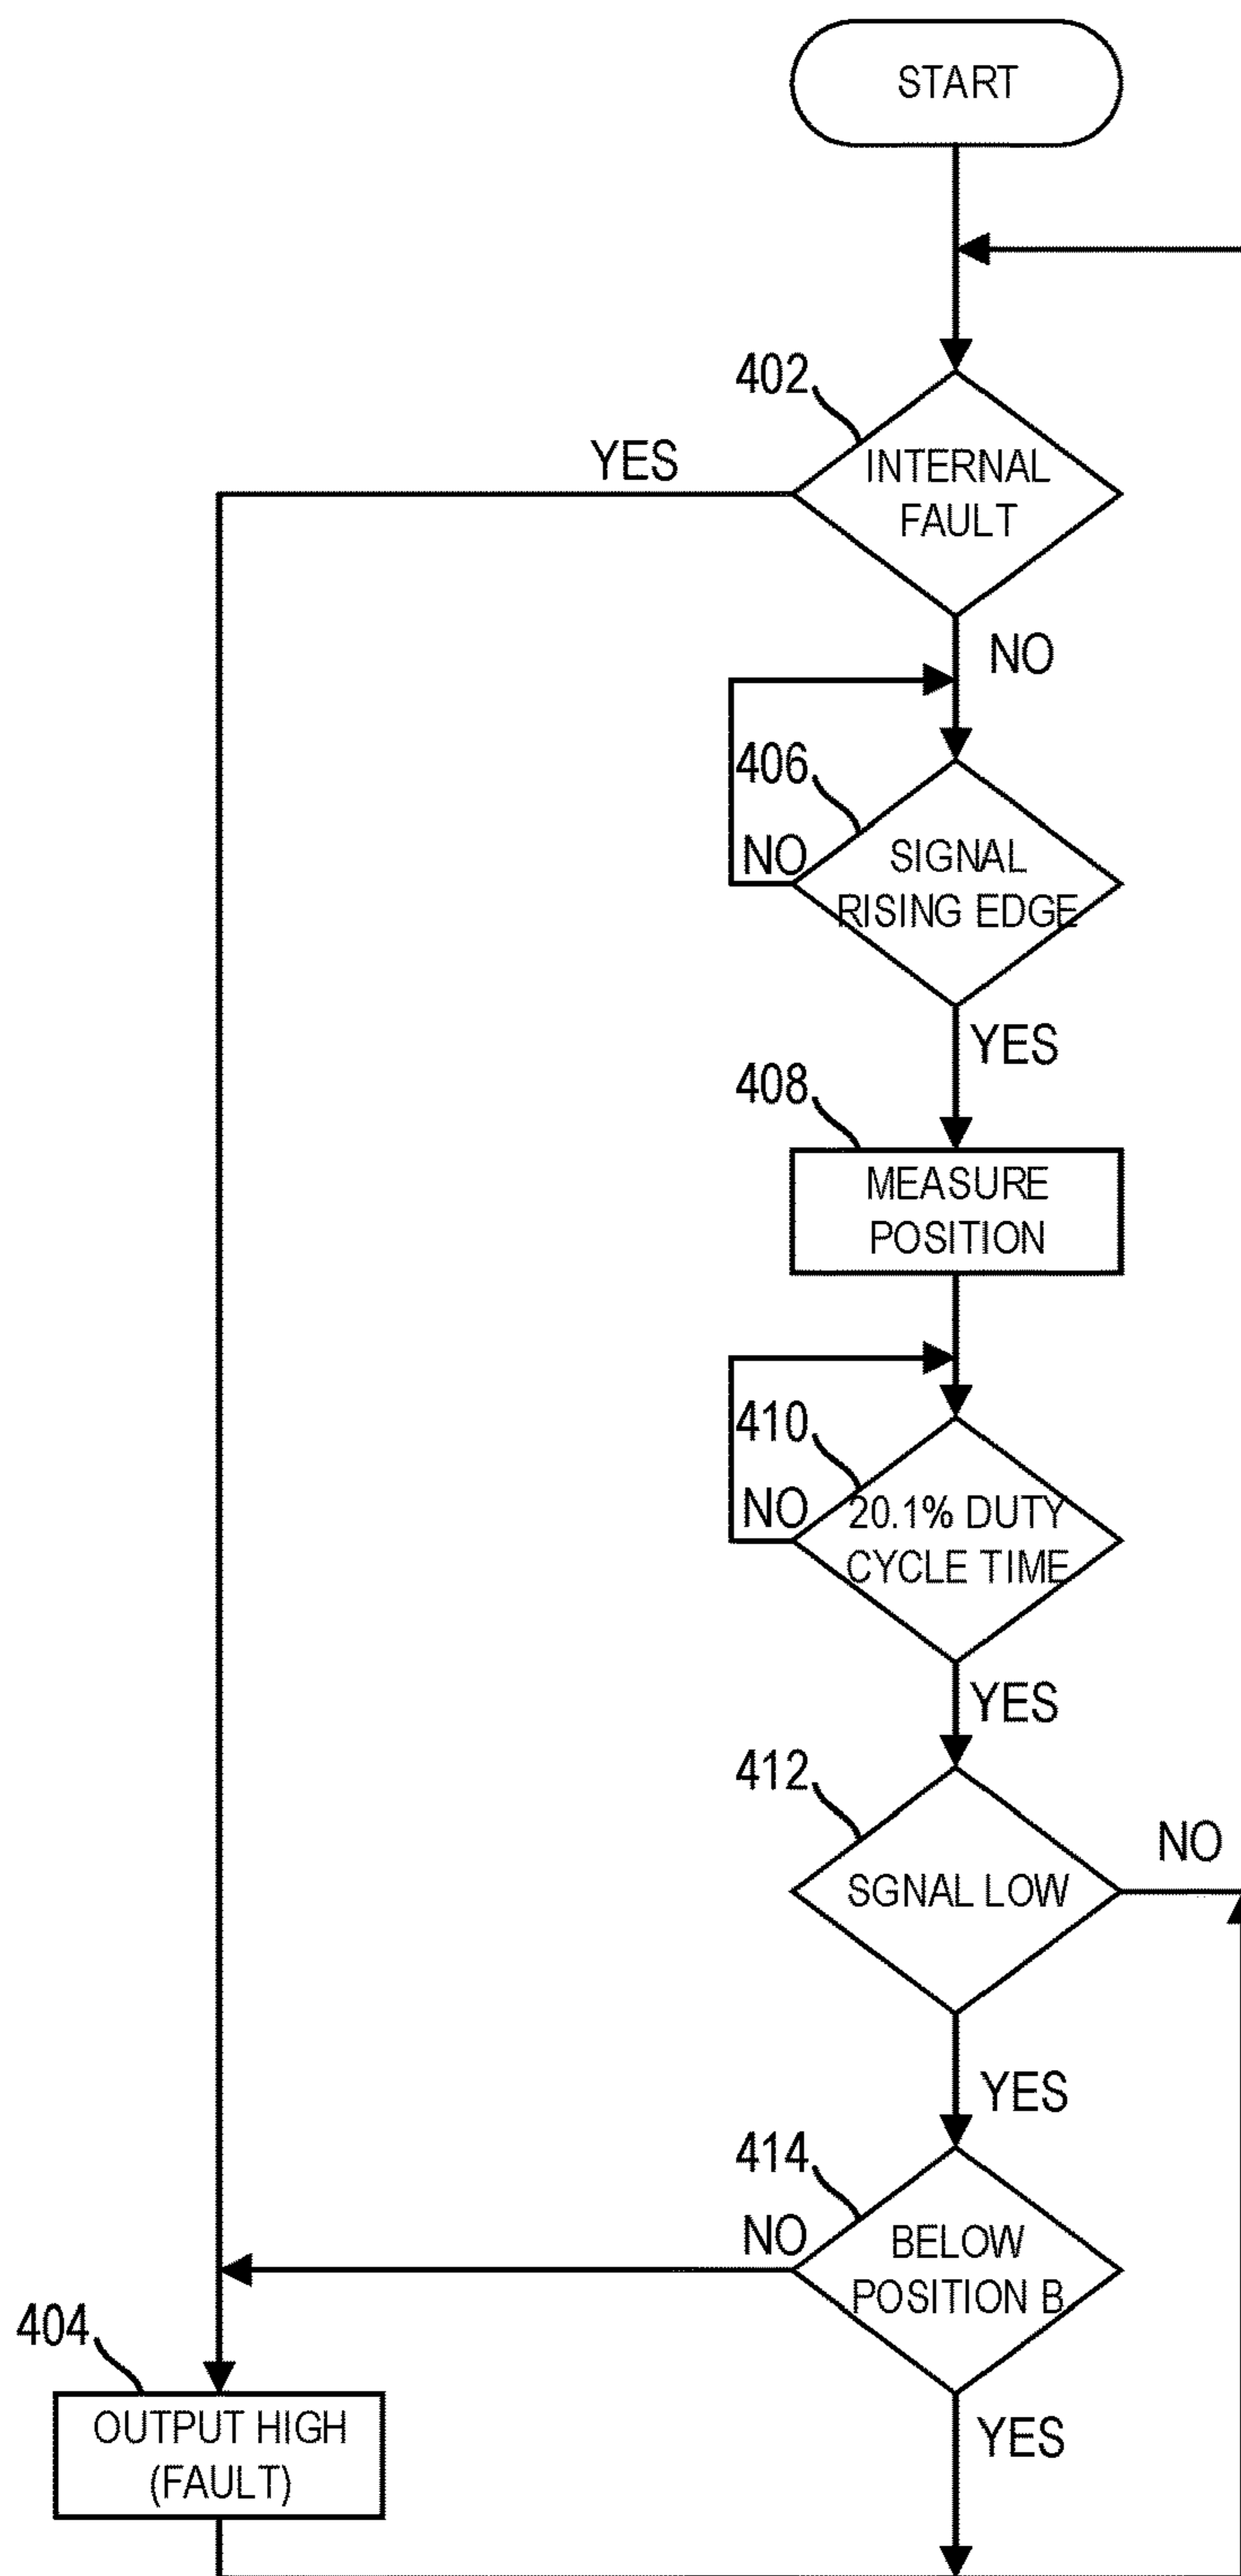 START
402
YES
INTERNAL
FAULT
NO
406
NO
SIGNAL
RISING EDGE
YES
408
MEASURE
POSITION
410
NO
20.1% DUTY
CYCLE TIME
YES
412
NO
SGNAL LOW
YES
414
NO
BELOW
POSITION B
404
OUTPUT HIGH
(FAULT)
YES